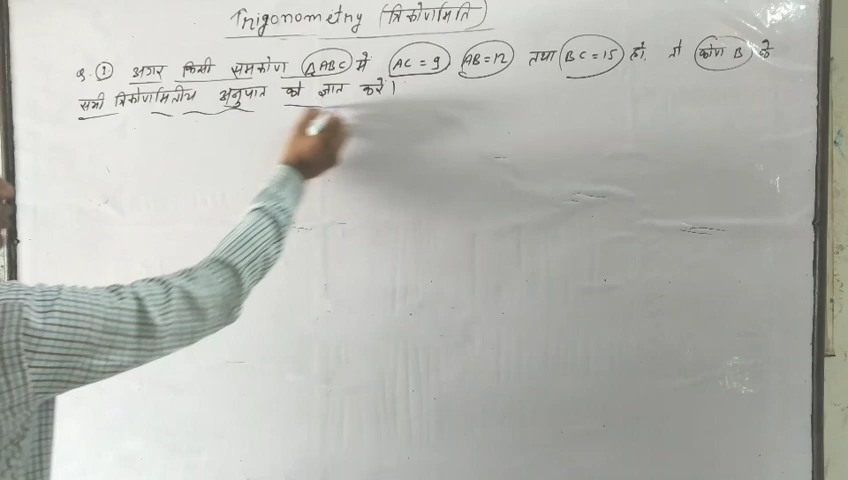 Trigonometry (त्रिकोणमिति)
Q. ① अगर किसी समकोण △ABC में AC = 9 AB = 12 तथा BC = 15 हो, तो कोण B के
सभी त्रिकोणमितीय अनुपात को ज्ञात करें।